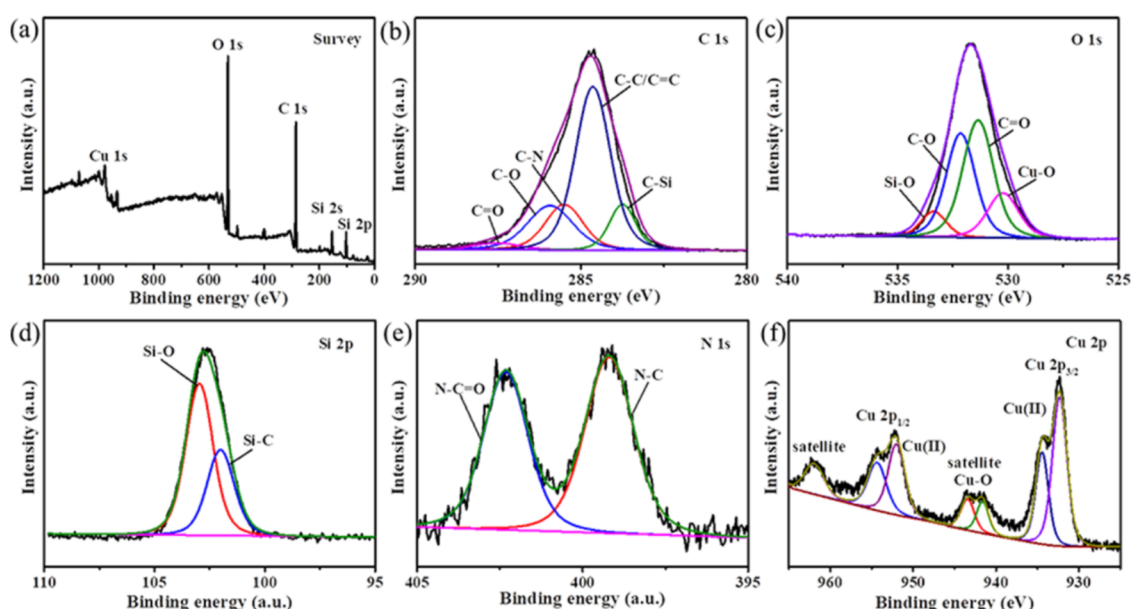 (a)
Survey
O 1s
C 1s
Cu 1s
Si 2s
Si 2p
Intensity (a.u.)
1200 1000 800 600 400 200 0
Binding energy (eV)
(b)
C 1s
C-C/C=C
C-N
C-O
C=O
C-Si
Intensity (a.u.)
290 285 280
Binding energy (eV)
(c)
O 1s
C-O
C=O
Si-O
Cu-O
Intensity (a.u.)
540 535 530 525
Binding energy (eV)
(d)
Si 2p
Si-O
Si-C
Intensity (a.u.)
110 105 100 95
Binding energy (a.u.)
(e)
N 1s
N-C=O
N-C
Intensity (a.u.)
405 400 395
Binding energy (a.u.)
(f)
Cu 2p
Cu 2p3/2
Cu(II)
Cu 2p1/2
Cu(II)
satellite
satellite
Cu-O
Intensity (a.u.)
960 950 940 930
Binding energy (eV)